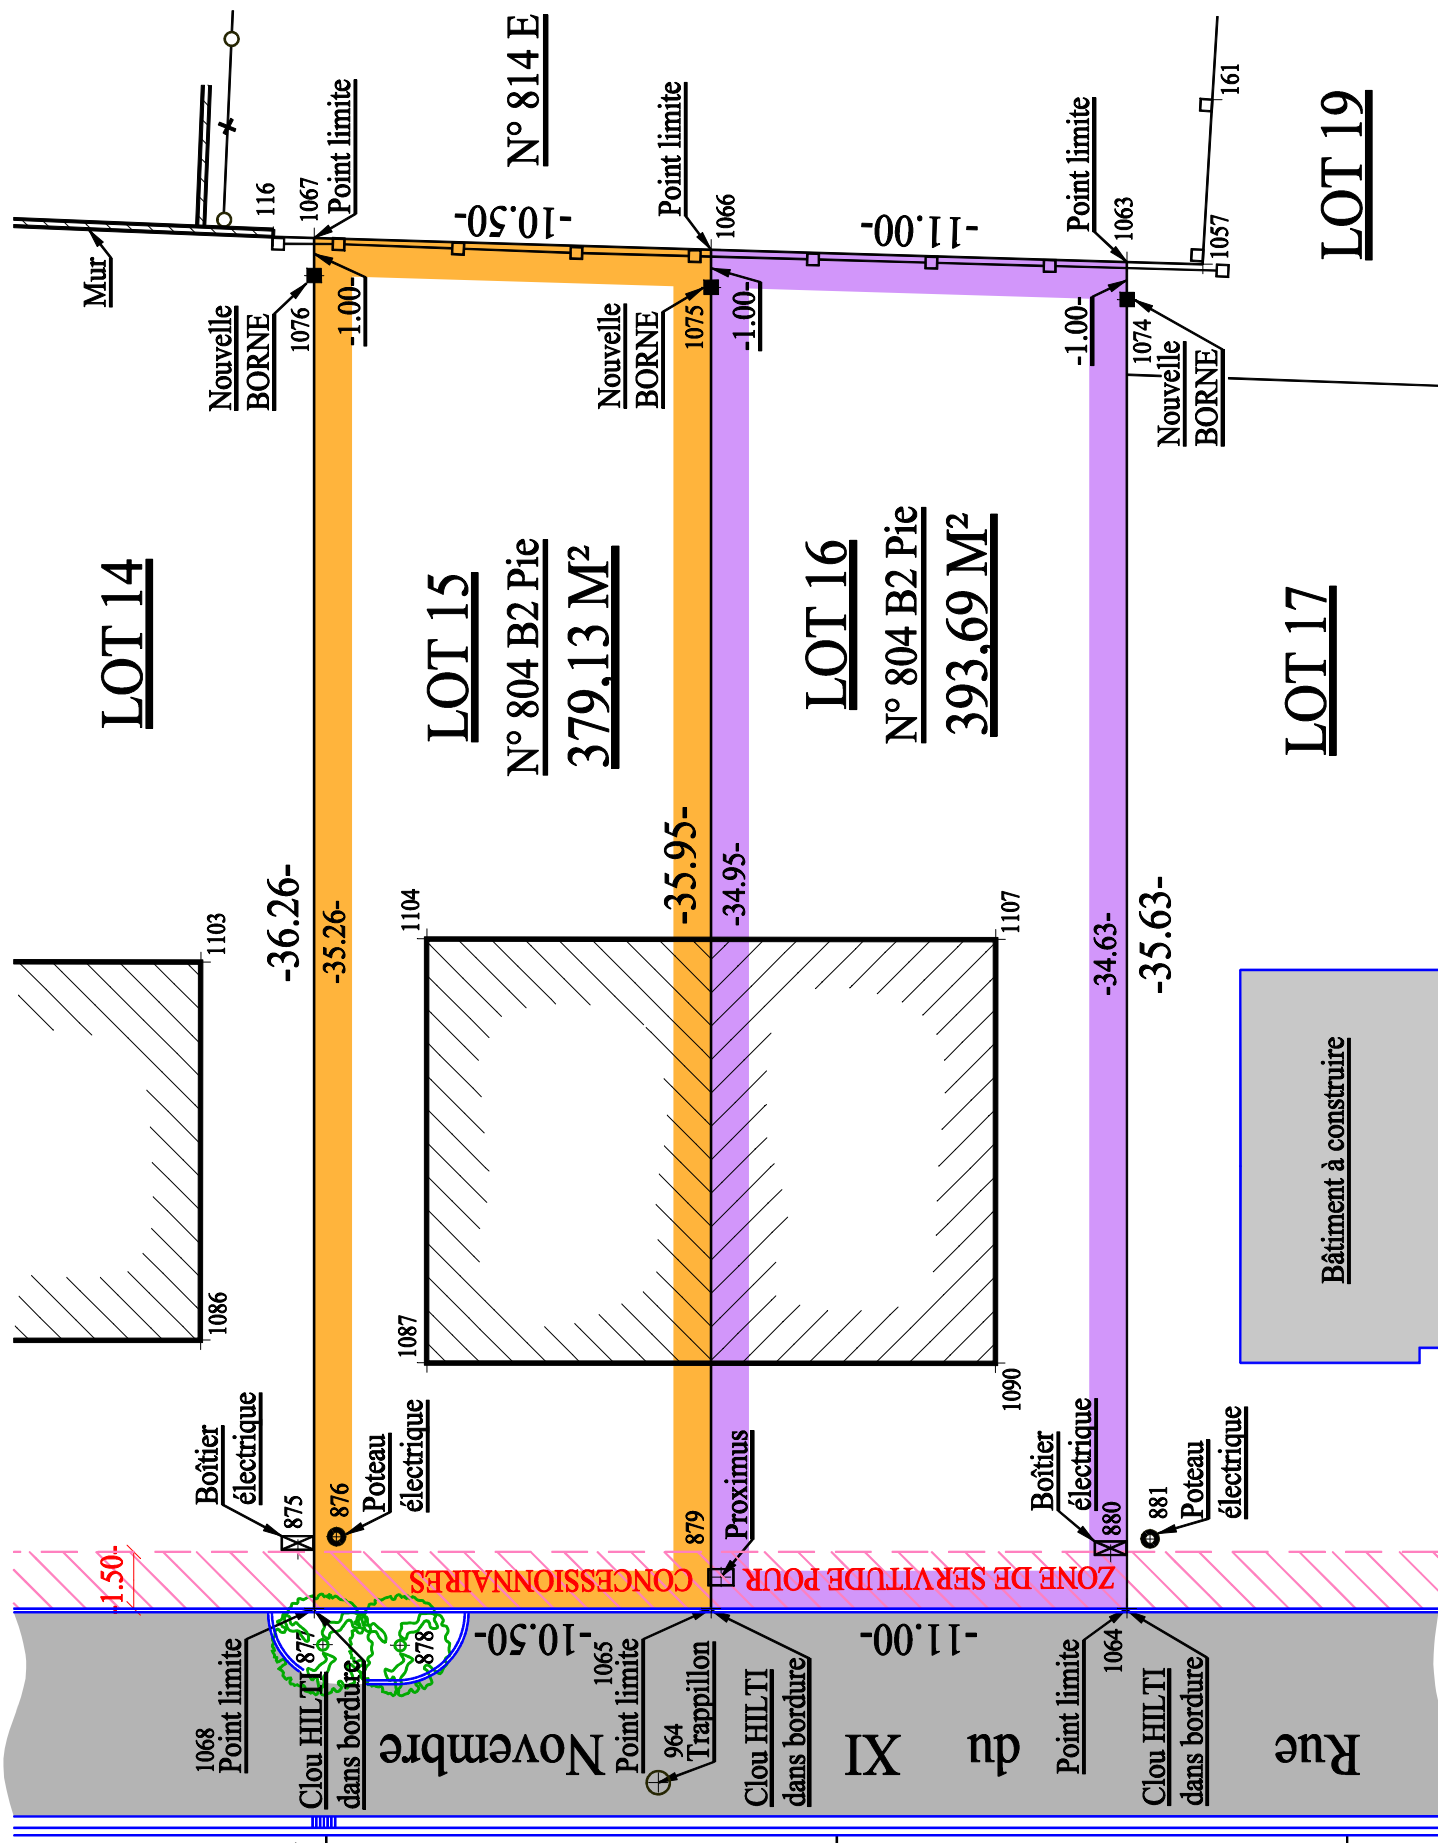 N° 814 E
Mur
116
1067
Point limite
-10.50-
Point limite
1066
-11.00-
Point limite
1063
1057
161
LOT 19
Nouvelle
BORNE
1076
-1.00-
Nouvelle
BORNE
1075
-1.00-
-1.00-
1074
Nouvelle
BORNE
LOT 14
LOT 15
N° 804 B2 Pie
379,13 M²
LOT 16
N° 804 B2 Pie
393,69 M²
LOT 17
-36.26-
-35.26-
-35.95-
-34.95-
-34.63-
-35.63-
1103
1104
1107
1086
1087
1090
Bâtiment à construire
Boîtier
électrique
875
876
Poteau
électrique
879
Proximus
Boîtier
électrique
880
881
Poteau
électrique
-1.50-
ZONE DE SERVITUDE POUR
CONCESSIONNAIRES
877
878
-10.50-
-11.00-
1068
Point limite
Clou HILTI
dans bordure
1065
Point limite
964
Trappillon
Clou HILTI
dans bordure
Point limite
1064
Clou HILTI
dans bordure
Rue du XI Novembre